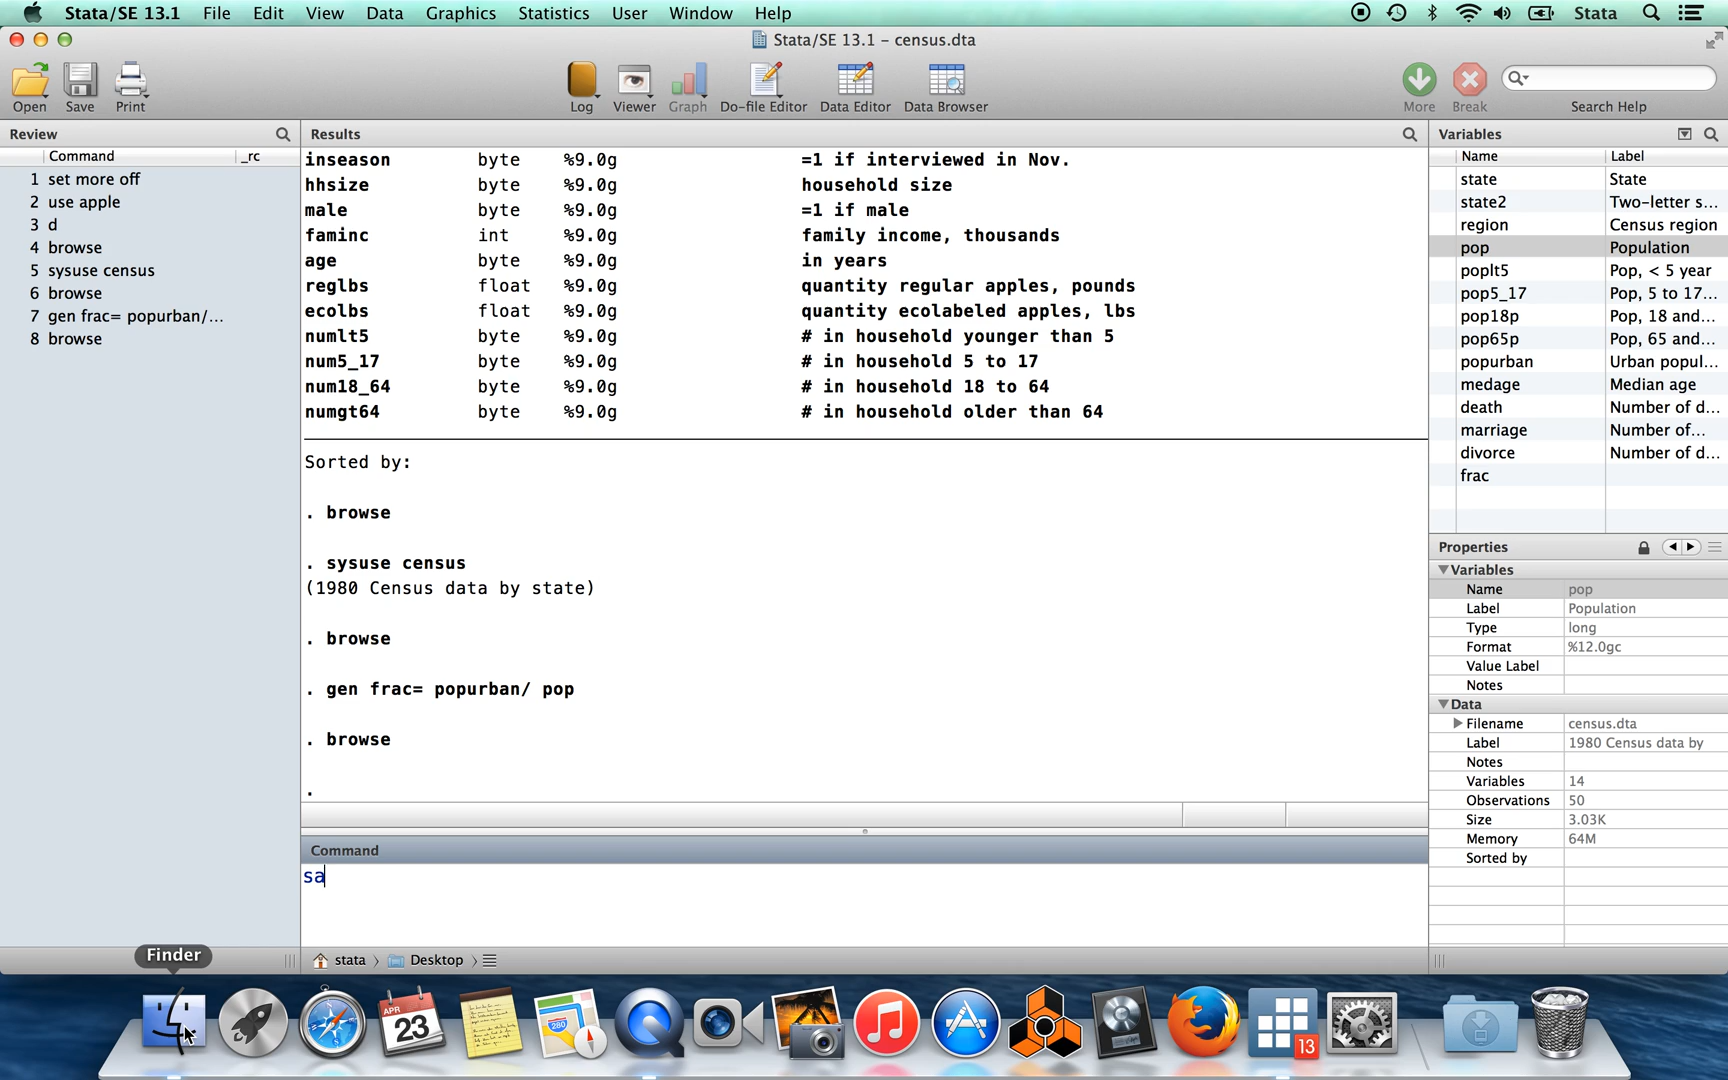 Stata/SE 13.1 File Edit View Data Graphics Statistics User Window Help Stata
Stata/SE 13.1 – census.dta
Open Save Print Log Viewer Graph Do-file Editor Data Editor Data Browser More Break Search Help
Review
Command _rc
1 set more off
2 use apple
3 d
4 browse
5 sysuse census
6 browse
7 gen frac= popurban/...
8 browse
Results
inseason byte %9.0g =1 if interviewed in Nov.
hhsize byte %9.0g household size
male byte %9.0g =1 if male
faminc int %9.0g family income, thousands
age byte %9.0g in years
reglbs float %9.0g quantity regular apples, pounds
ecolbs float %9.0g quantity ecolabeled apples, lbs
numlt5 byte %9.0g # in household younger than 5
num5_17 byte %9.0g # in household 5 to 17
num18_64 byte %9.0g # in household 18 to 64
numgt64 byte %9.0g # in household older than 64
Sorted by:
. browse
. sysuse census
(1980 Census data by state)
. browse
. gen frac= popurban/ pop
. browse
.
Command
sa
stata Desktop
Variables
Name Label
state State
state2 Two-letter s...
region Census region
pop Population
poplt5 Pop, < 5 year
pop5_17 Pop, 5 to 17...
pop18p Pop, 18 and...
pop65p Pop, 65 and...
popurban Urban popul...
medage Median age
death Number of d...
marriage Number of...
divorce Number of d...
frac
Properties
Variables
Name pop
Label Population
Type long
Format %12.0gc
Value Label
Notes
Data
Filename census.dta
Label 1980 Census data by
Notes
Variables 14
Observations 50
Size 3.03K
Memory 64M
Sorted by
Finder
APR
23
280
13